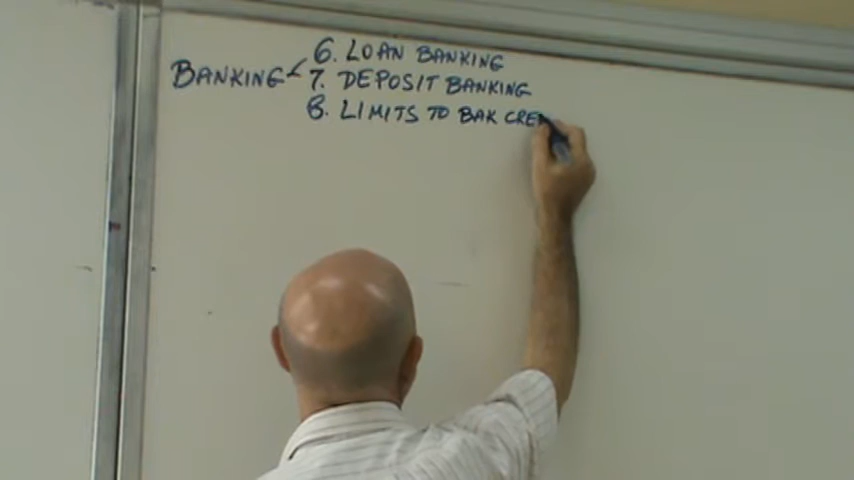 BANKING < 6. LOAN BANKING
7. DEPOSIT BANKING
8. LIMITS TO BAK CRE